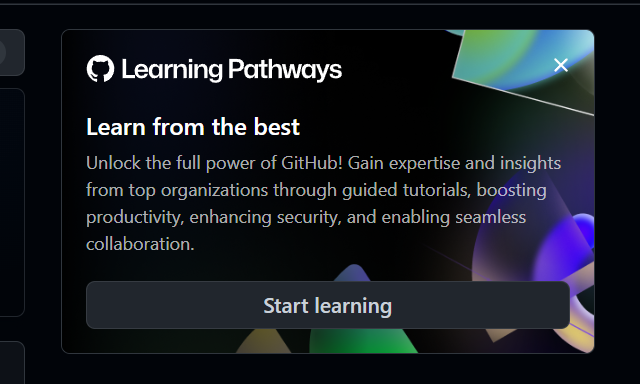 Learning Pathways
Learn from the best
Unlock the full power of GitHub! Gain expertise and insights
from top organizations through guided tutorials, boosting
productivity, enhancing security, and enabling seamless
collaboration.
Start learning